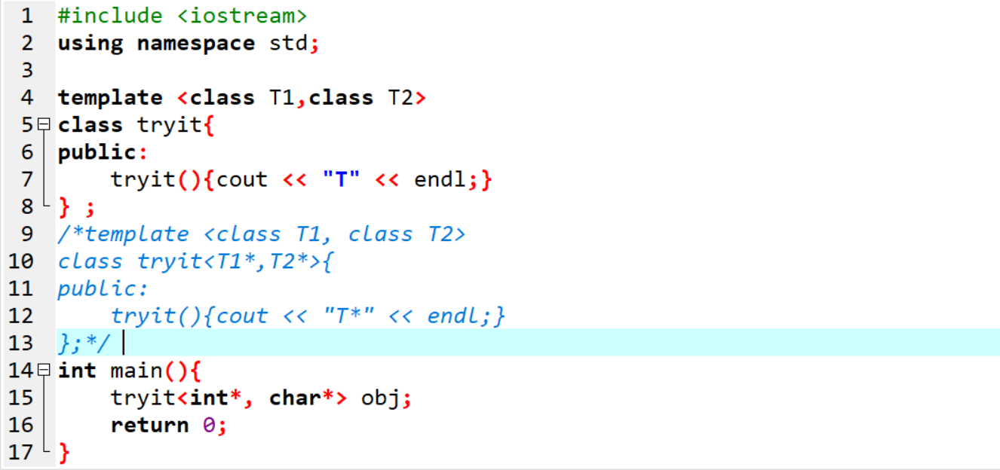 1 #include <iostream>
2 using namespace std;
3
4 template <class T1,class T2>
5 class tryit{
6 public:
7     tryit(){cout << "T" << endl;}
8 } ;
9 /*template <class T1, class T2>
10 class tryit<T1*,T2*>{
11 public:
12     tryit(){cout << "T*" << endl;}
13 };*/
14 int main(){
15     tryit<int*, char*> obj;
16     return 0;
17 }